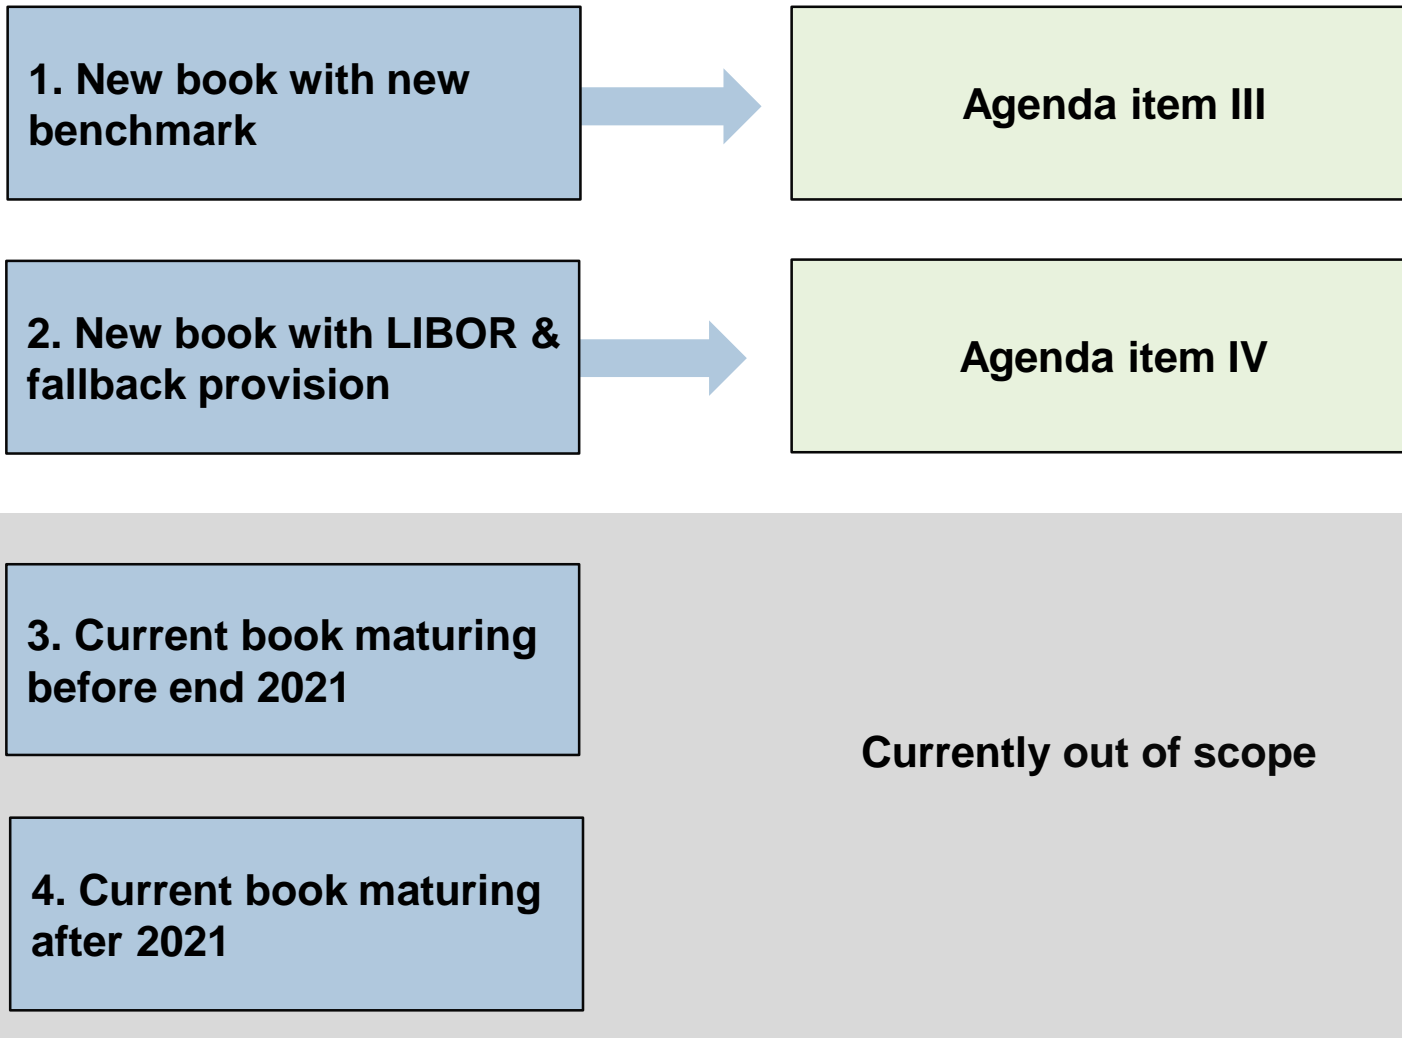 1. New book with new
benchmark
Agenda item III
2. New book with LIBOR &
fallback provision
Agenda item IV
3. Current book maturing
before end 2021
Currently out of scope
4. Current book maturing
after 2021